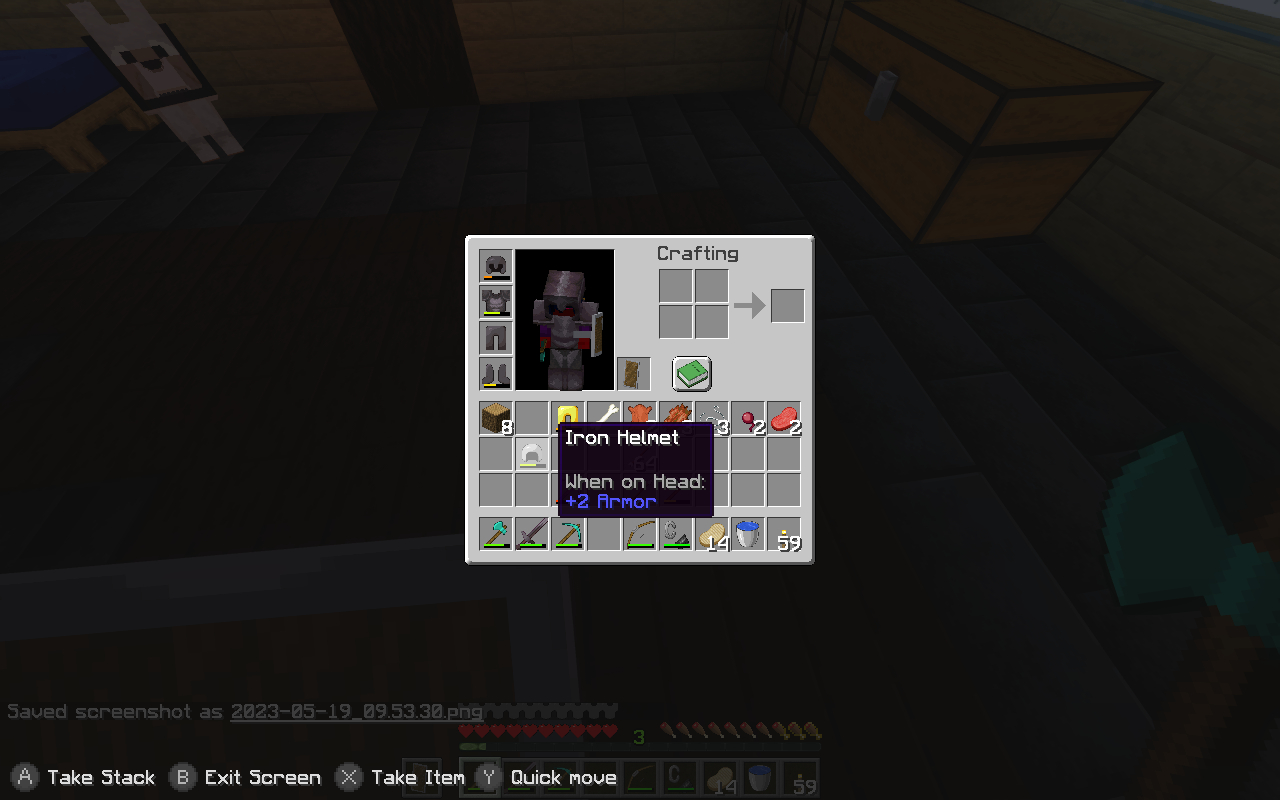 Crafting
8
3
2
2
Iron Helmet
64
When on Head:
+2 Armor
14
59
Saved screenshot as 2023-05-19_09.53.30.png
3
14
59
A Take Stack B Exit Screen X Take Item Y Quick move